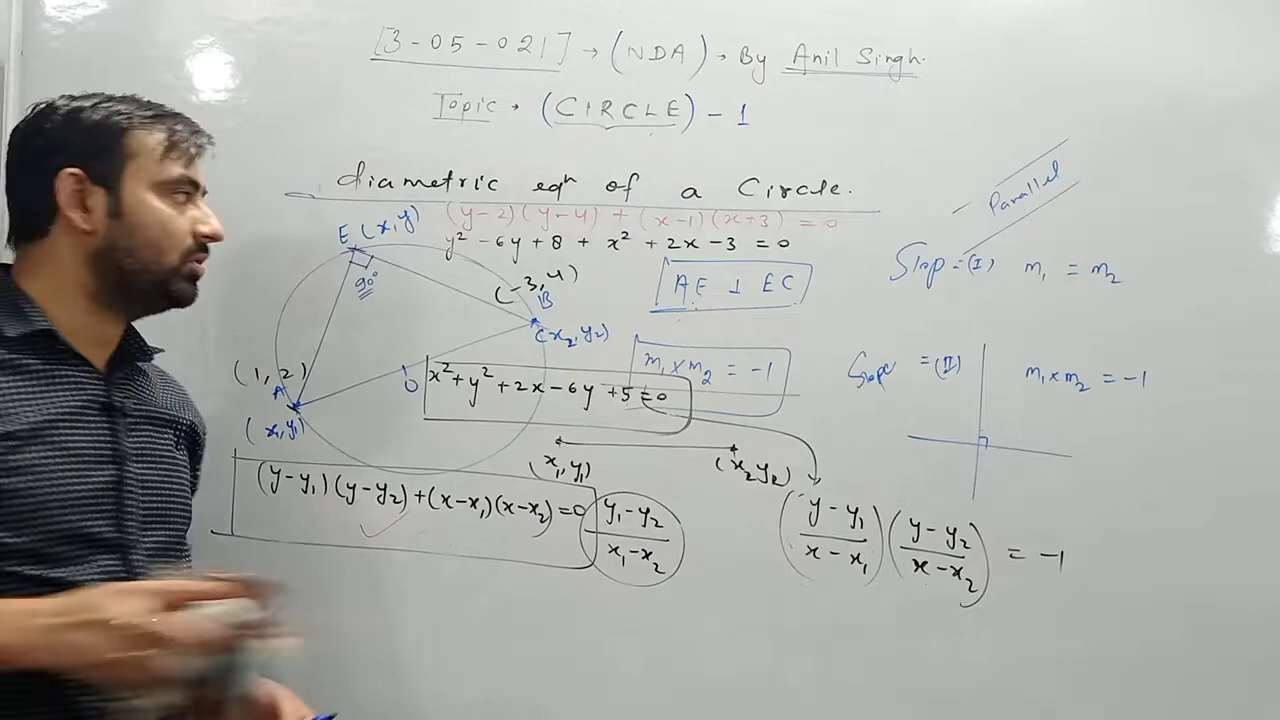 [3-05-021] → (NDA) → By Anil Singh.
Topic → (CIRCLE) - 1
diametric eqⁿ of a Circle.
(y-2)(y-4) + (x-1)(x+3) = 0
y² - 6y + 8 + x² + 2x - 3 = 0
E (x,y)
90°
(-3,4)
B
(x₂,y₂)
AE ⊥ EC
(1,2)
A
(x₁,y₁)
m₁ × m₂ = -1
x² + y² + 2x - 6y + 5 = 0
(x₁,y₁)
(x₂,y₂)
(y-y₁)(y-y₂) + (x-x₁)(x-x₂) = 0
y₁ - y₂
x₁ - x₂
Parallel
Slop = (I) m₁ = m₂
Slope = (II) m₁ × m₂ = -1
(y - y₁ / x - x₁) (y - y₂ / x - x₂) = -1